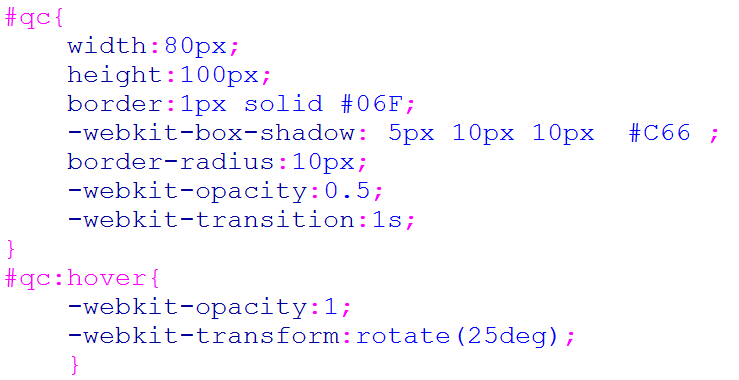 #qc{
    width:80px;
    height:100px;
    border:1px solid #06F;
    -webkit-box-shadow: 5px 10px 10px  #C66 ;
    border-radius:10px;
    -webkit-opacity:0.5;
    -webkit-transition:1s;
}
#qc:hover{
    -webkit-opacity:1;
    -webkit-transform:rotate(25deg);
    }